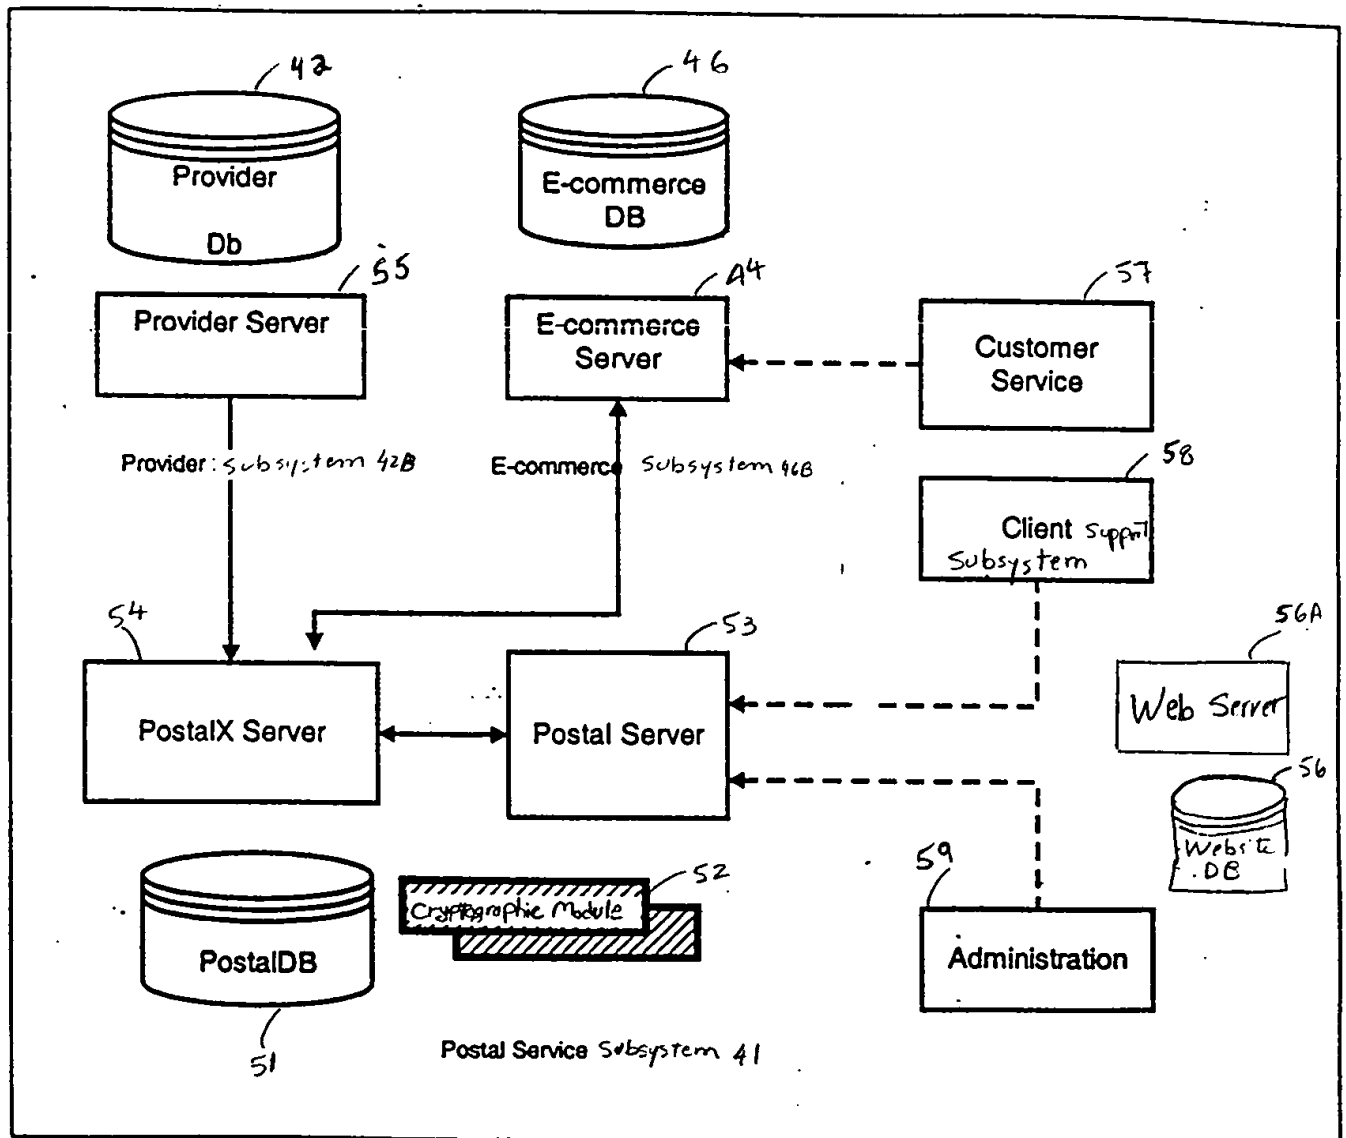 42
46
Provider
Db
E-commerce
DB
55
44
57
Provider Server
E-commerce
Server
Customer
Service
Provider: subsystem 42B
E-commerce Subsystem 46B
58
Client Support
Subsystem
54
53
56A
PostalX Server
Postal Server
Web Server
56
Website
DB
52
59
Cryptographic Module
PostalDB
Administration
51
Postal Service Subsystem 41